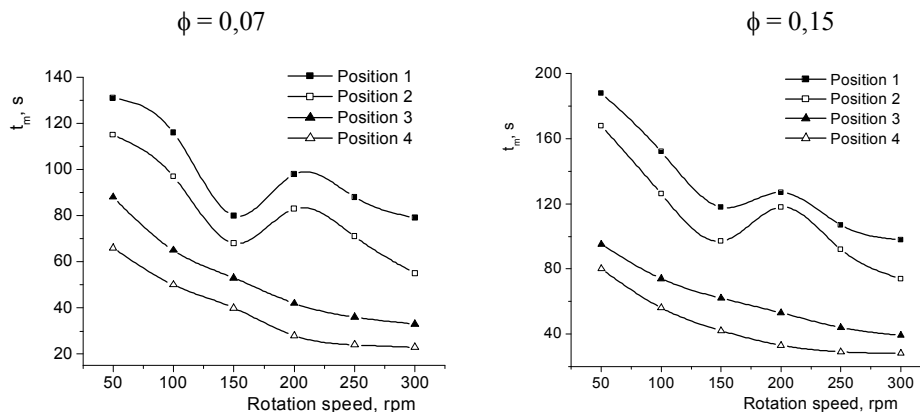 ϕ = 0,07
t_m, s
140
120
100
80
60
40
20
50 100 150 200 250 300
Rotation speed, rpm
Position 1
Position 2
Position 3
Position 4
ϕ = 0,15
t_m, s
200
160
120
80
40
50 100 150 200 250 300
Rotation speed, rpm
Position 1
Position 2
Position 3
Position 4